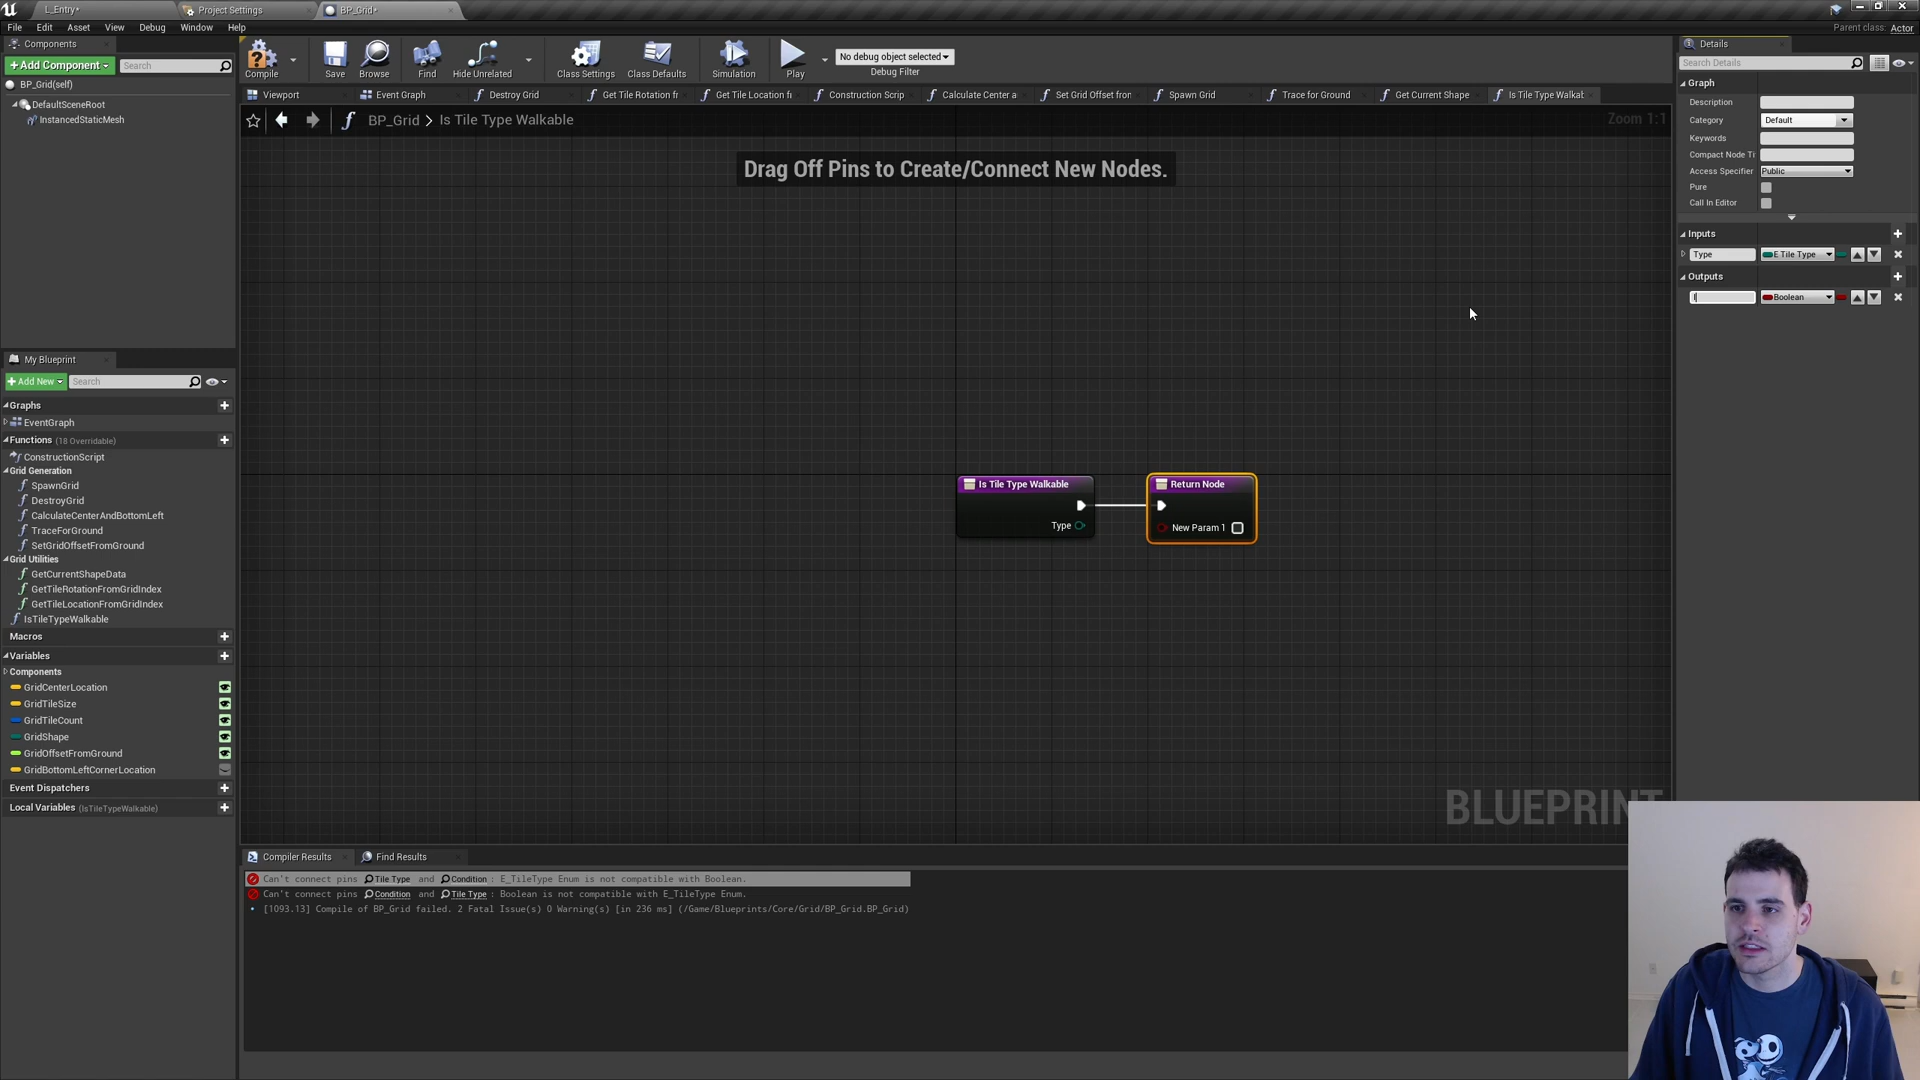 L_Entry*
Project Settings
BP_Grid*
File
Edit
Asset
View
Debug
Window
Help
Parent class: Actor
Components
+Add Component
Search
BP_Grid(self)
DefaultSceneRoot
InstancedStaticMesh
Compile
Save
Browse
Find
Hide Unrelated
Class Settings
Class Defaults
Simulation
Play
No debug object selected
Debug Filter
Viewport
Event Graph
Destroy Grid
Get Tile Rotation fr
Get Tile Location fr
Construction Scrip
Calculate Center a
Set Grid Offset fron
Spawn Grid
Trace for Ground
Get Current Shape
Is Tile Type Walkat
BP_Grid > Is Tile Type Walkable
Zoom 1:1
Drag Off Pins to Create/Connect New Nodes.
Is Tile Type Walkable
Type
Return Node
New Param 1
BLUEPRIN
My Blueprint
+Add New
Search
Graphs
EventGraph
Functions (18 Overridable)
ConstructionScript
Grid Generation
SpawnGrid
DestroyGrid
CalculateCenterAndBottomLeft
TraceForGround
SetGridOffsetFromGround
Grid Utilities
GetCurrentShapeData
GetTileRotationFromGridIndex
GetTileLocationFromGridIndex
IsTileTypeWalkable
Macros
Variables
Components
GridCenterLocation
GridTileSize
GridTileCount
GridShape
GridOffsetFromGround
GridBottomLeftCornerLocation
Event Dispatchers
Local Variables (IsTileTypeWalkable)
Compiler Results
Find Results
Can't connect pins Tile Type and Condition : E_TileType Enum is not compatible with Boolean.
Can't connect pins Condition and Tile Type : Boolean is not compatible with E_TileType Enum.
[1093.13] Compile of BP_Grid failed. 2 Fatal Issue(s) 0 Warning(s) [in 236 ms] (/Game/Blueprints/Core/Grid/BP_Grid.BP_Grid)
Details
Search Details
Graph
Description
Category
Default
Keywords
Compact Node Ti
Access Specifier
Public
Pure
Call In Editor
Inputs
Type
E Tile Type
Outputs
Boolean